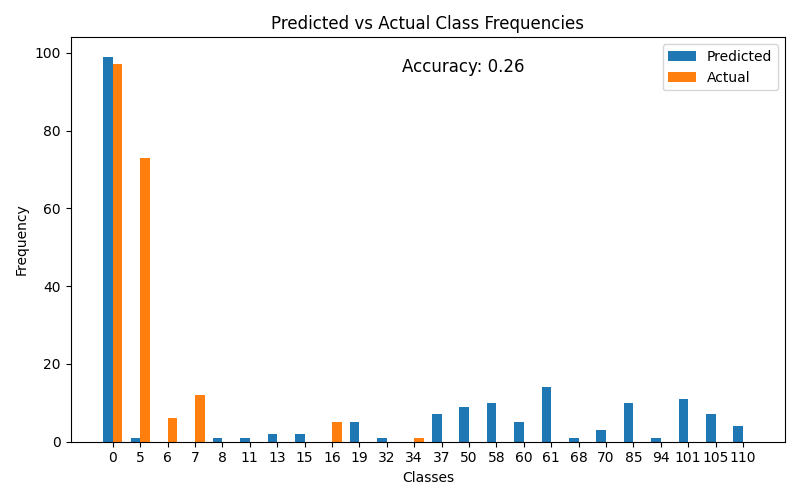 Predicted vs Actual Class Frequencies
Accuracy: 0.26
Predicted
Actual
Frequency
100
80
60
40
20
0
0 5 6 7 8 11 13 15 16 19 32 34 37 50 58 60 61 68 70 85 94 101 105 110
Classes